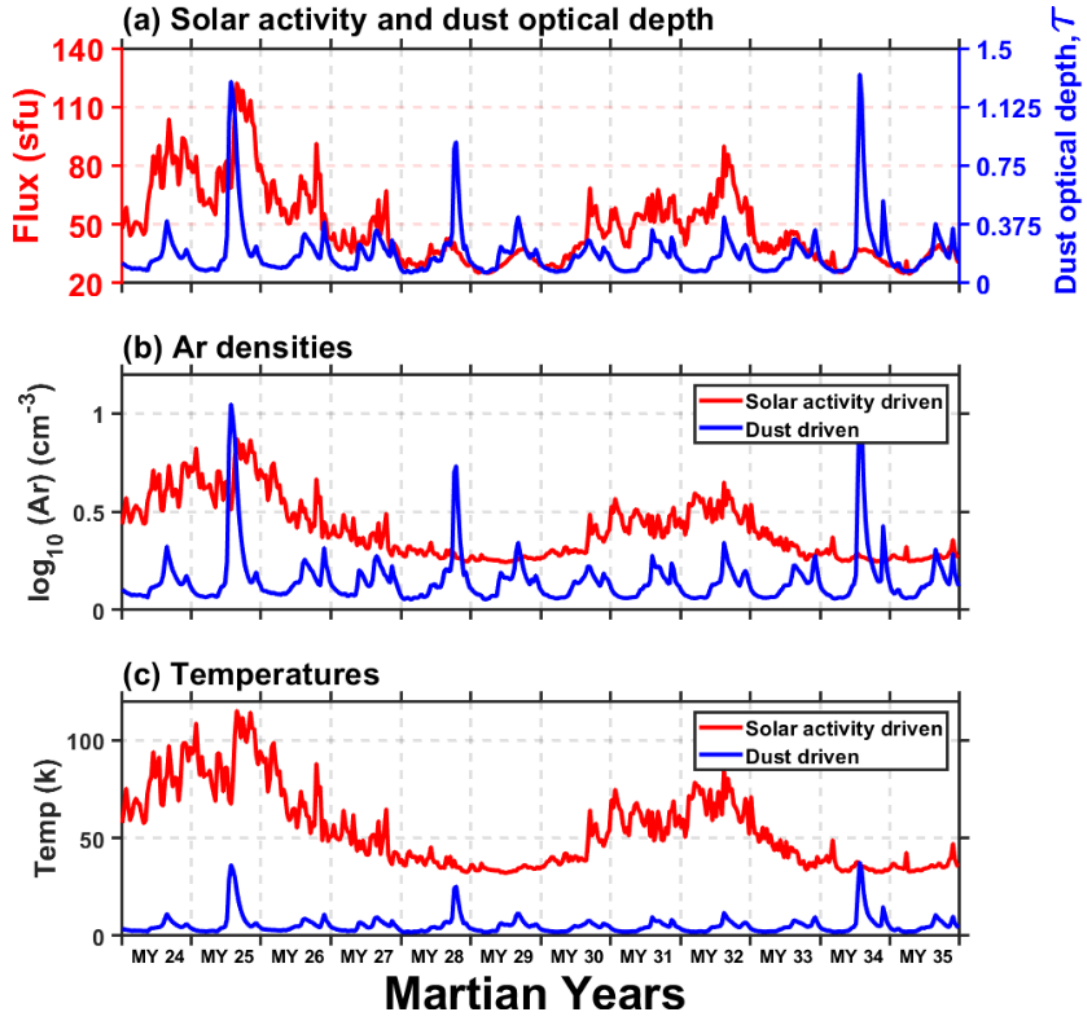 (a) Solar activity and dust optical depth
140
110
80
50
20
Flux (sfu)
1.5
1.125
0.75
0.375
0
Dust optical depth, 𝒯
(b) Ar densities
1
0.5
0
log₁₀ (Ar) (cm⁻³)
Solar activity driven
Dust driven
(c) Temperatures
100
50
0
Temp (k)
Solar activity driven
Dust driven
MY 24 MY 25 MY 26 MY 27 MY 28 MY 29 MY 30 MY 31 MY 32 MY 33 MY 34 MY 35
Martian Years